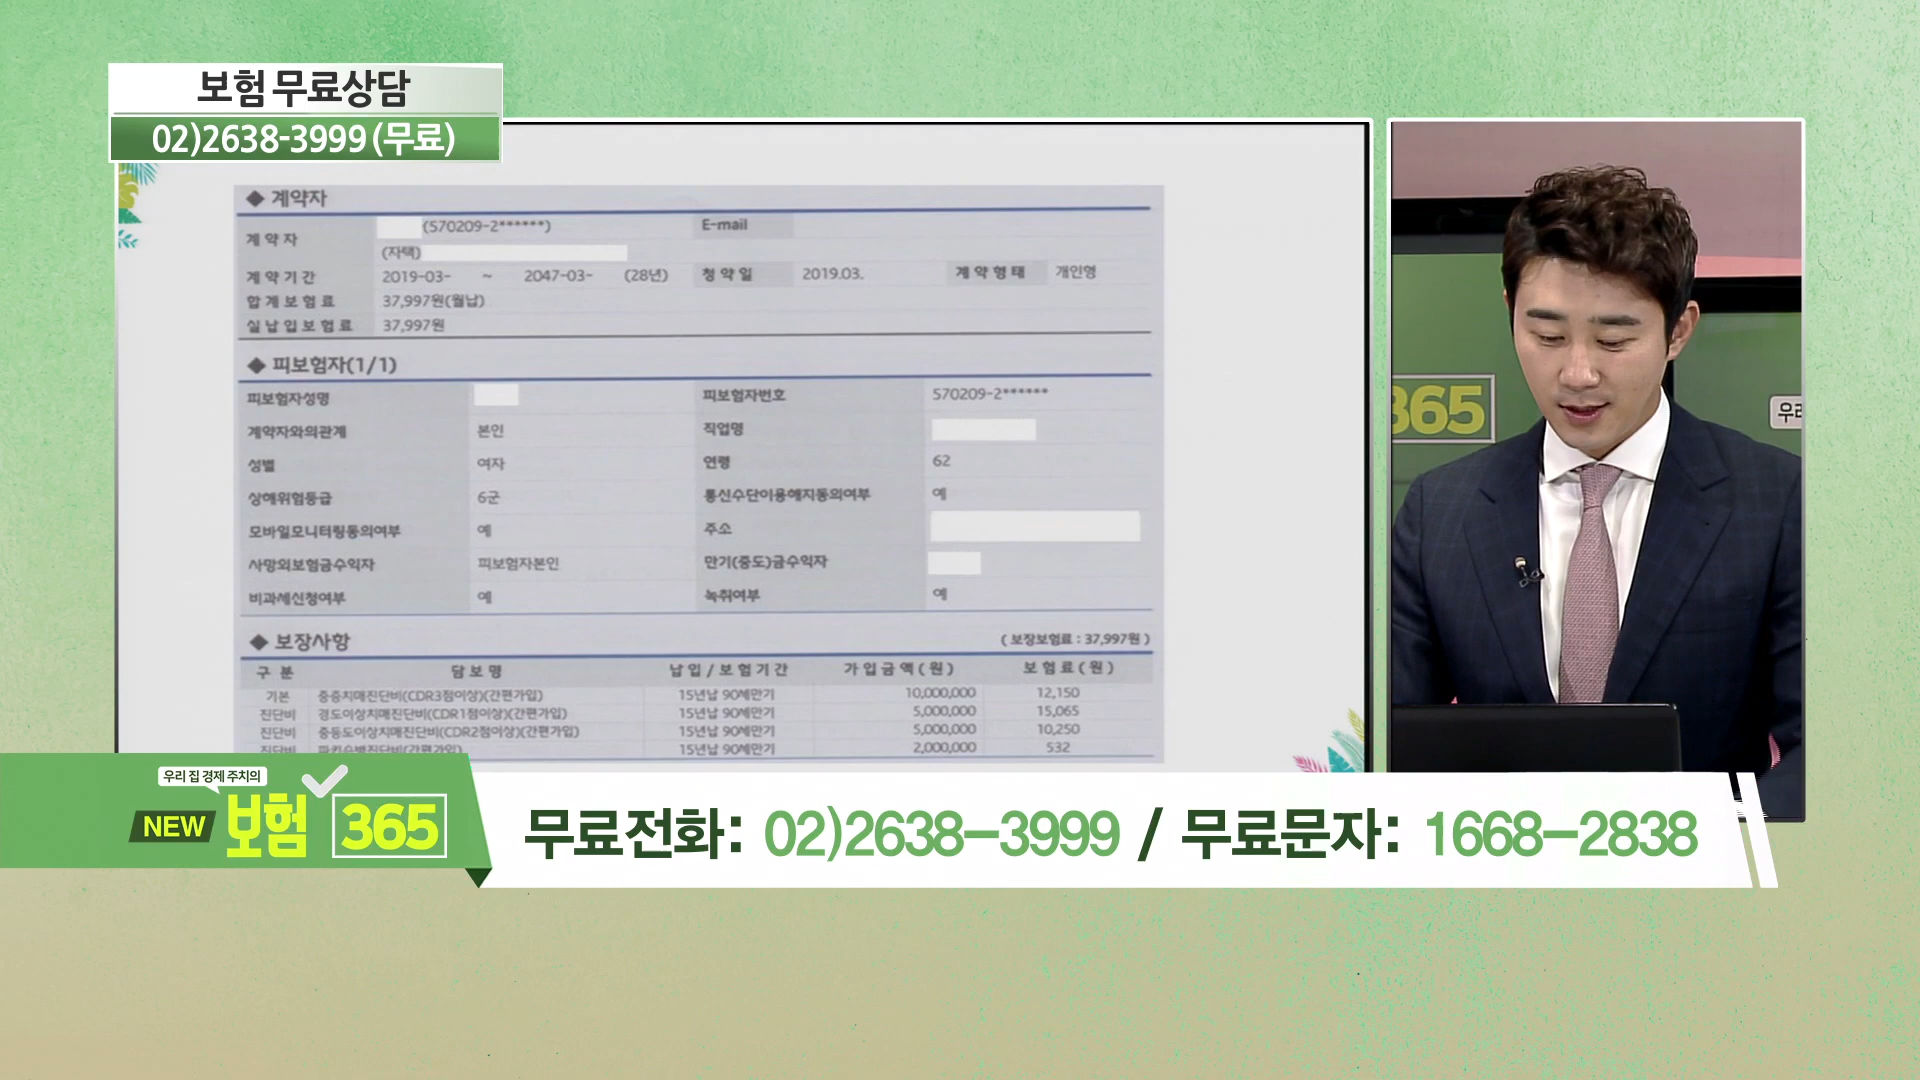 보험 무료상담
02)2638-3999 (무료)
◆ 계약자
계 약 자 (570209-2******) E-mail
(자택)
계 약 기 간 2019-03- ~ 2047-03- (28년) 청 약 일 2019.03. 계 약 형 태 개인형
합 계 보 험 료 37,997원(월납)
실 납 입 보 험 료 37,997원
◆ 피보험자(1/1)
피보험자성명 피보험자번호 570209-2******
계약자와의관계 본인 직업명
성별 여자 연령 62
상해위험등급 6군 통신수단이용해지동의여부 예
모바일모니터링동의여부 예 주소
사망외보험금수익자 피보험자본인 만기(중도)금수익자
비과세신청여부 예 녹취여부 예
◆ 보장사항 ( 보장보험료 : 37,997원 )
구 분 담 보 명 납 입 / 보 험 기 간 가 입 금 액 ( 원 ) 보 험 료 ( 원 )
기본 중증치매진단비(CDR3점이상)(간편가입) 15년납 90세만기 10,000,000 12,150
진단비 경도이상치매진단비(CDR1점이상)(간편가입) 15년납 90세만기 5,000,000 15,065
진단비 중등도이상치매진단비(CDR2점이상)(간편가입) 15년납 90세만기 5,000,000 10,250
진단비 파킨슨병진단비(간편가입) 15년납 90세만기 2,000,000 532
365
우리
우리 집 경제 주치의
NEW 보험 365
무료전화: 02)2638-3999 / 무료문자: 1668-2838